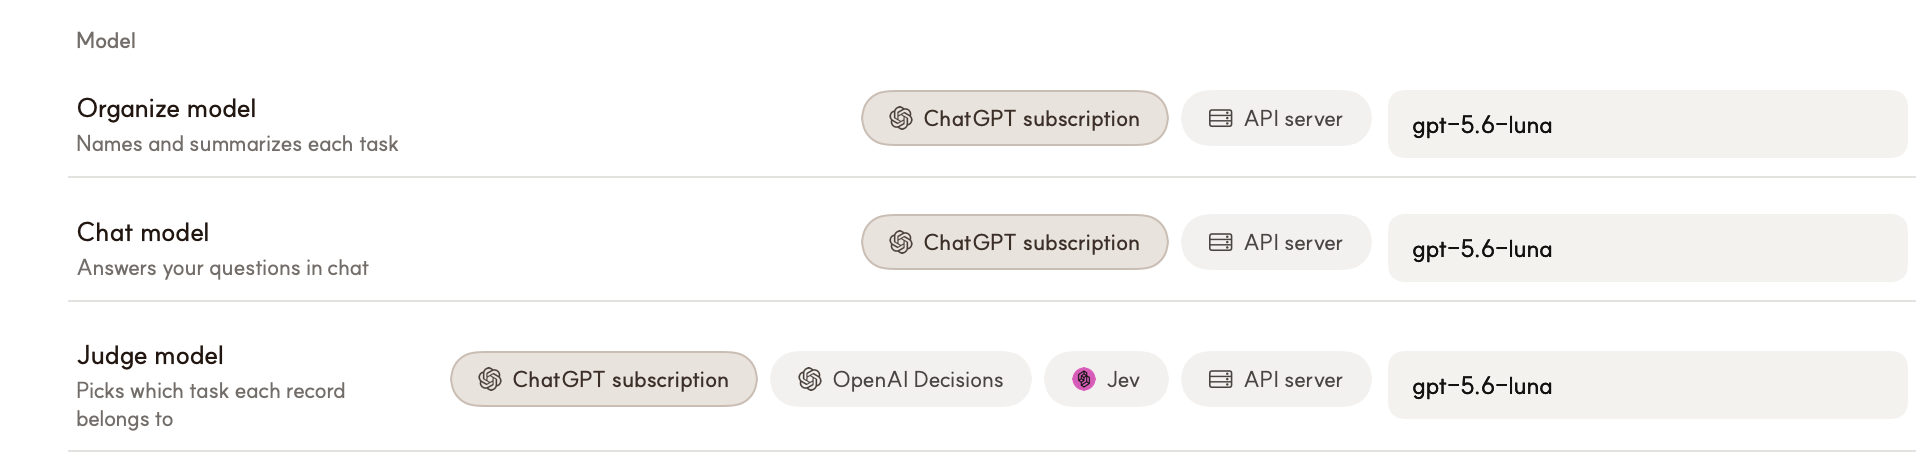 Model
Organize model
Names and summarizes each task
ChatGPT subscription
API server
gpt-5.6-luna
Chat model
Answers your questions in chat
ChatGPT subscription
API server
gpt-5.6-luna
Judge model
Picks which task each record
belongs to
ChatGPT subscription
OpenAI Decisions
Jev
API server
gpt-5.6-luna